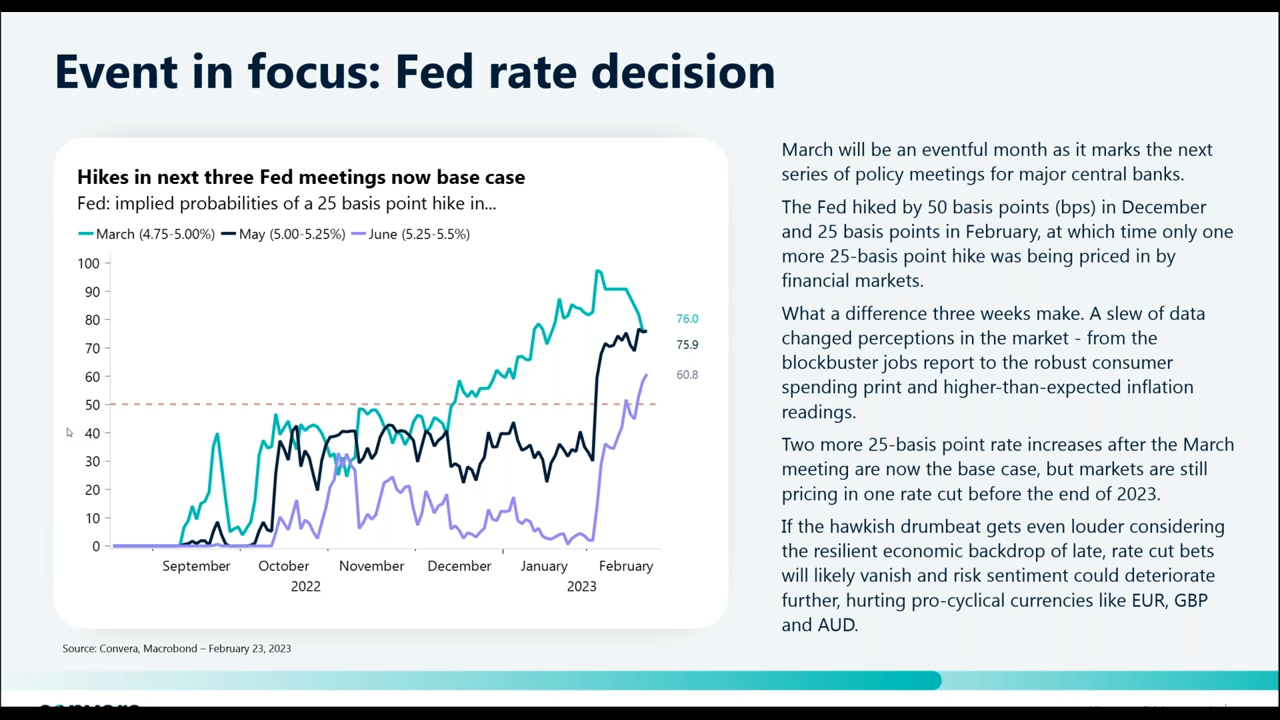 Event in focus: Fed rate decision
Hikes in next three Fed meetings now base case
Fed: implied probabilities of a 25 basis point hike in...
March (4.75-5.00%) May (5.00-5.25%) June (5.25-5.5%)
100
90
80
70
60
50
40
30
20
10
0
76.0
75.9
60.8
September October November December January February
2022 2023
Source: Convera, Macrobond – February 23, 2023
March will be an eventful month as it marks the next
series of policy meetings for major central banks.
The Fed hiked by 50 basis points (bps) in December
and 25 basis points in February, at which time only one
more 25-basis point hike was being priced in by
financial markets.
What a difference three weeks make. A slew of data
changed perceptions in the market - from the
blockbuster jobs report to the robust consumer
spending print and higher-than-expected inflation
readings.
Two more 25-basis point rate increases after the March
meeting are now the base case, but markets are still
pricing in one rate cut before the end of 2023.
If the hawkish drumbeat gets even louder considering
the resilient economic backdrop of late, rate cut bets
will likely vanish and risk sentiment could deteriorate
further, hurting pro-cyclical currencies like EUR, GBP
and AUD.